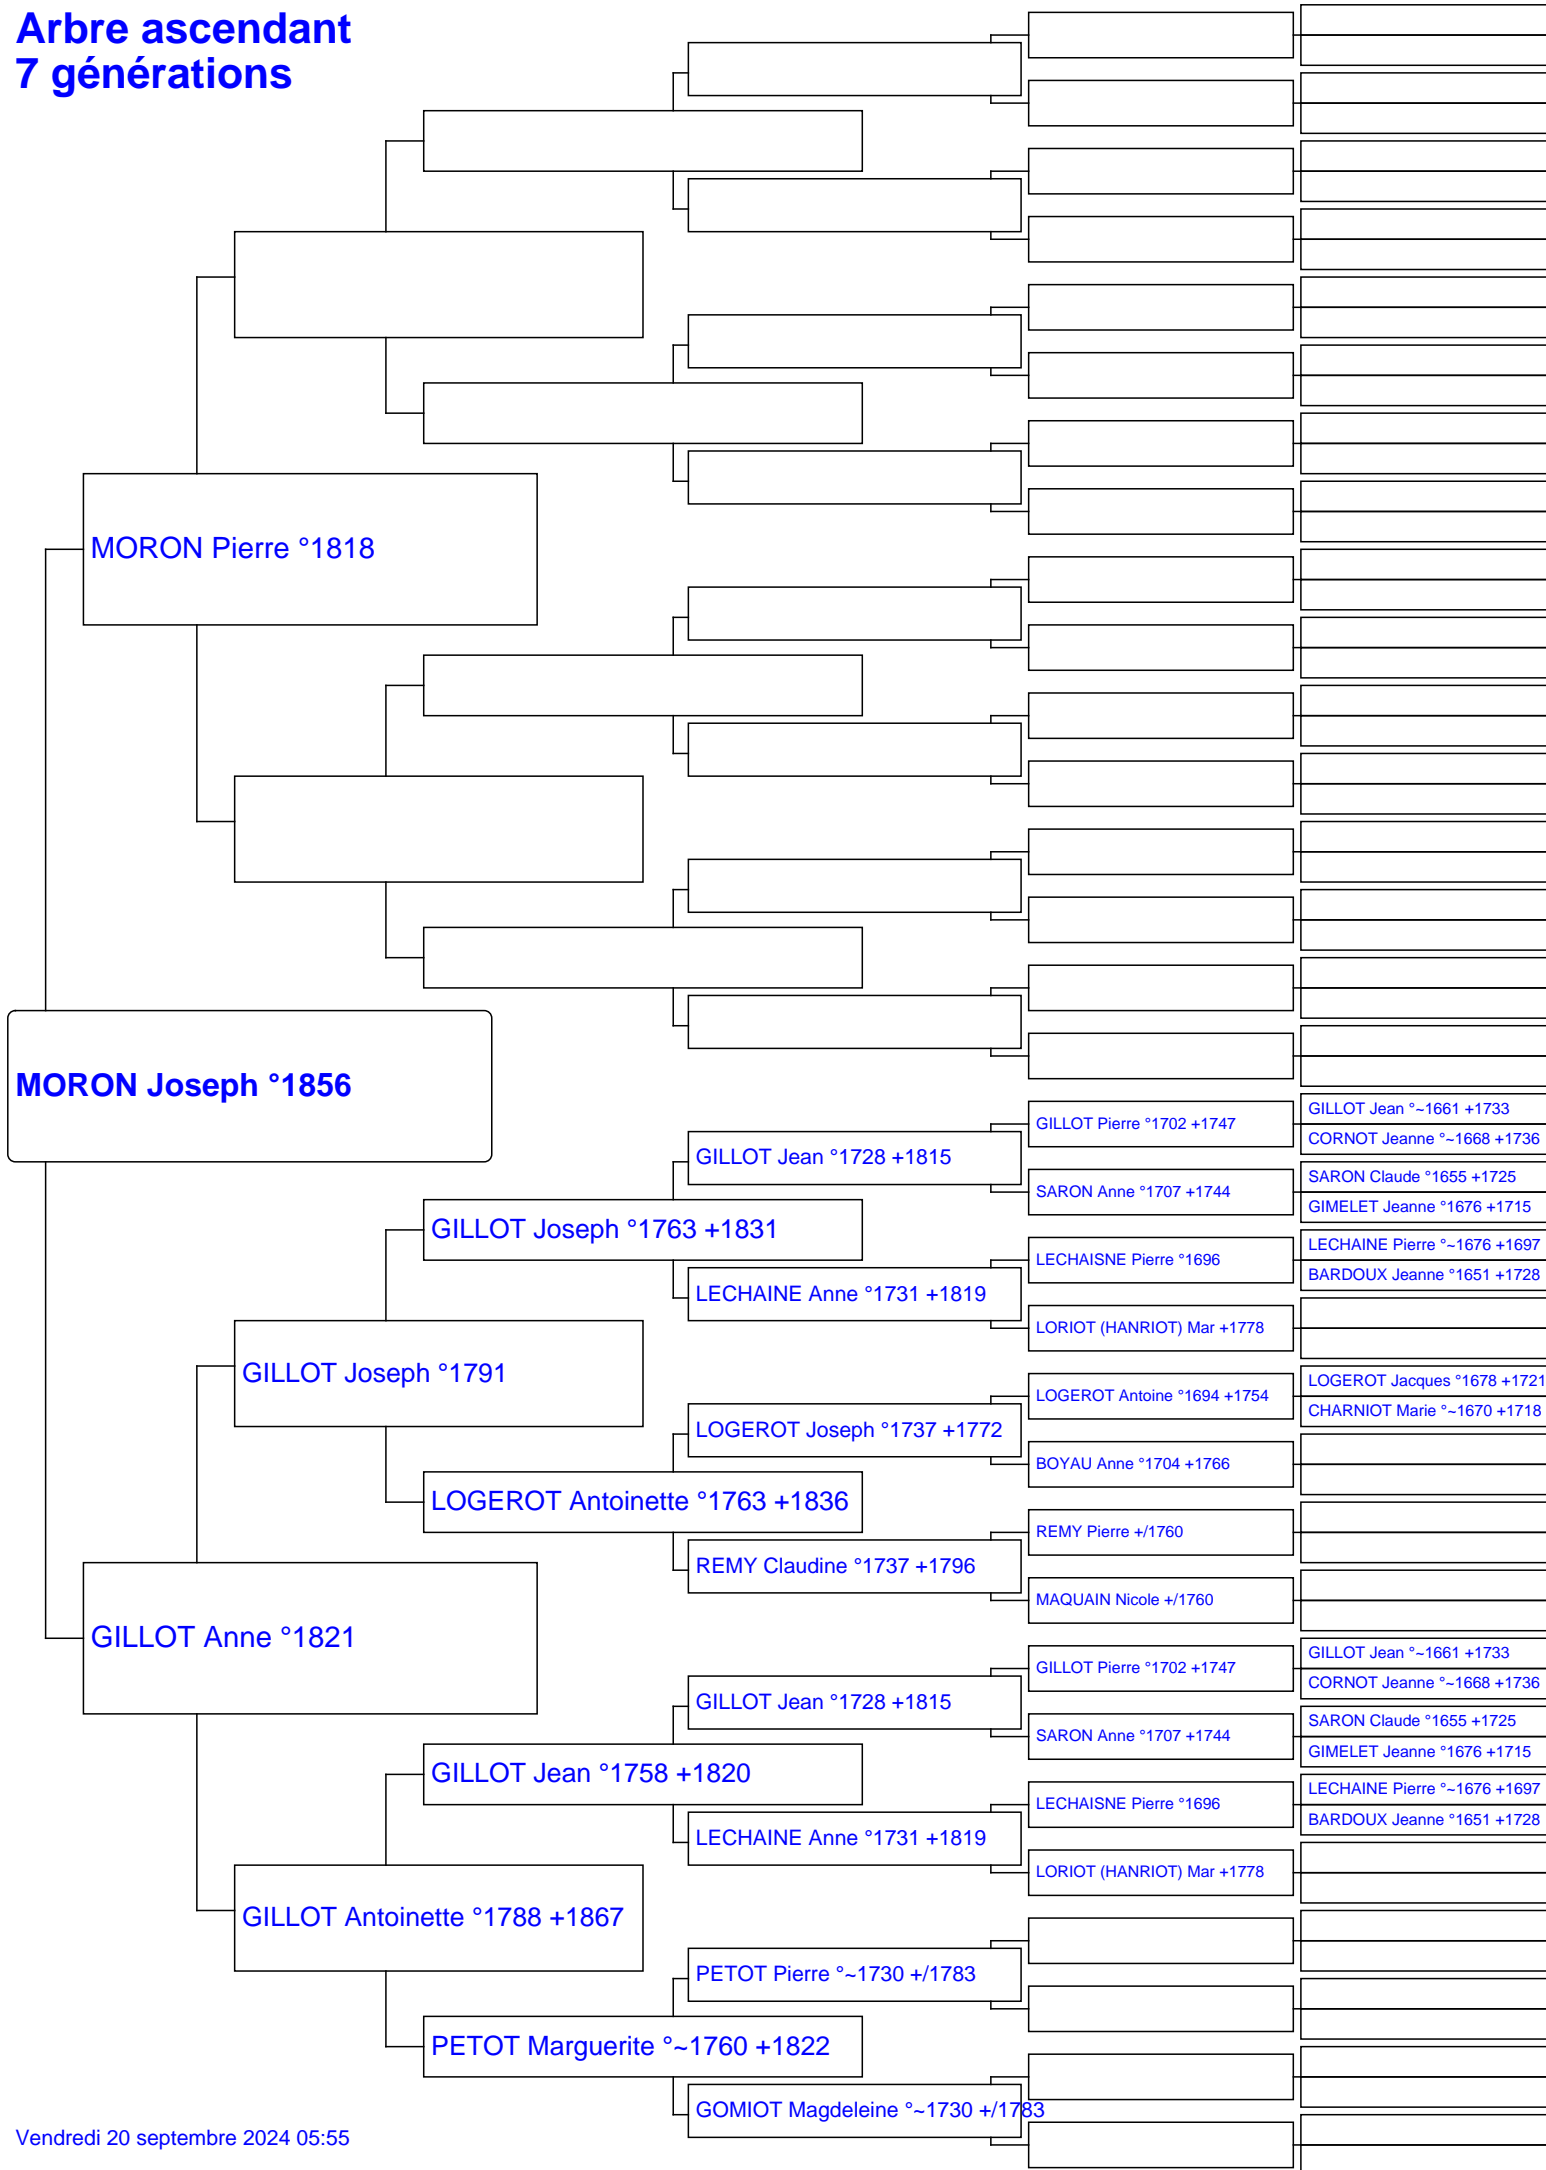 Arbre ascendant
7 générations
MORON Pierre °1818
MORON Joseph °1856
GILLOT Jean °~1661 +1733
GILLOT Pierre °1702 +1747
CORNOT Jeanne °~1668 +1736
GILLOT Jean °1728 +1815
SARON Claude °1655 +1725
SARON Anne °1707 +1744
GIMELET Jeanne °1676 +1715
GILLOT Joseph °1763 +1831
LECHAINE Pierre °~1676 +1697
LECHAISNE Pierre °1696
BARDOUX Jeanne °1651 +1728
LECHAINE Anne °1731 +1819
LORIOT (HANRIOT) Mar +1778
GILLOT Joseph °1791
LOGEROT Jacques °1678 +1721
LOGEROT Antoine °1694 +1754
CHARNIOT Marie °~1670 +1718
LOGEROT Joseph °1737 +1772
BOYAU Anne °1704 +1766
LOGEROT Antoinette °1763 +1836
REMY Pierre +/1760
REMY Claudine °1737 +1796
MAQUAIN Nicole +/1760
GILLOT Anne °1821
GILLOT Jean °~1661 +1733
GILLOT Pierre °1702 +1747
CORNOT Jeanne °~1668 +1736
GILLOT Jean °1728 +1815
SARON Claude °1655 +1725
SARON Anne °1707 +1744
GIMELET Jeanne °1676 +1715
GILLOT Jean °1758 +1820
LECHAINE Pierre °~1676 +1697
LECHAISNE Pierre °1696
BARDOUX Jeanne °1651 +1728
LECHAINE Anne °1731 +1819
LORIOT (HANRIOT) Mar +1778
GILLOT Antoinette °1788 +1867
PETOT Pierre °~1730 +/1783
PETOT Marguerite °~1760 +1822
GOMIOT Magdeleine °~1730 +/1783
Vendredi 20 septembre 2024 05:55